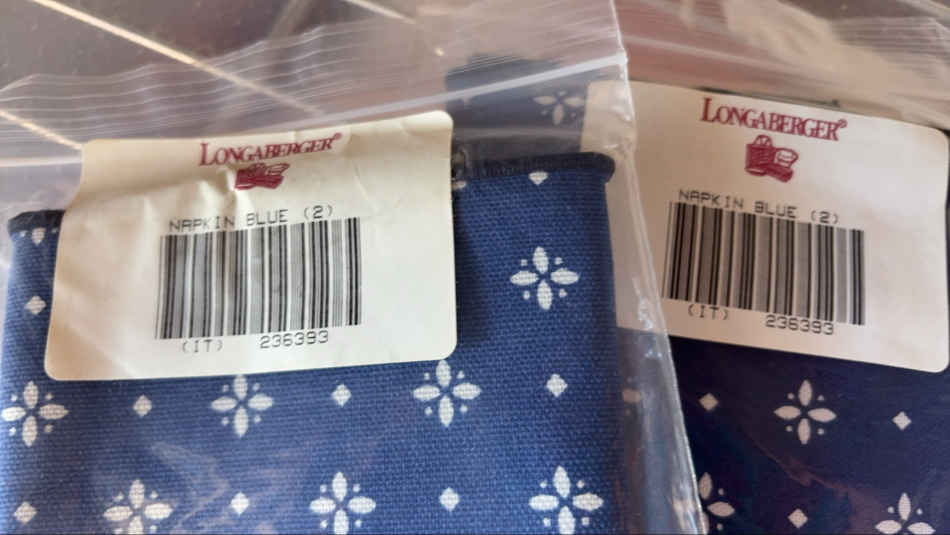 LONGABERGER®
NAPKIN BLUE (2)
(IT) 236393
LONGABERGER®
NAPKIN BLUE (2)
(IT) 236393